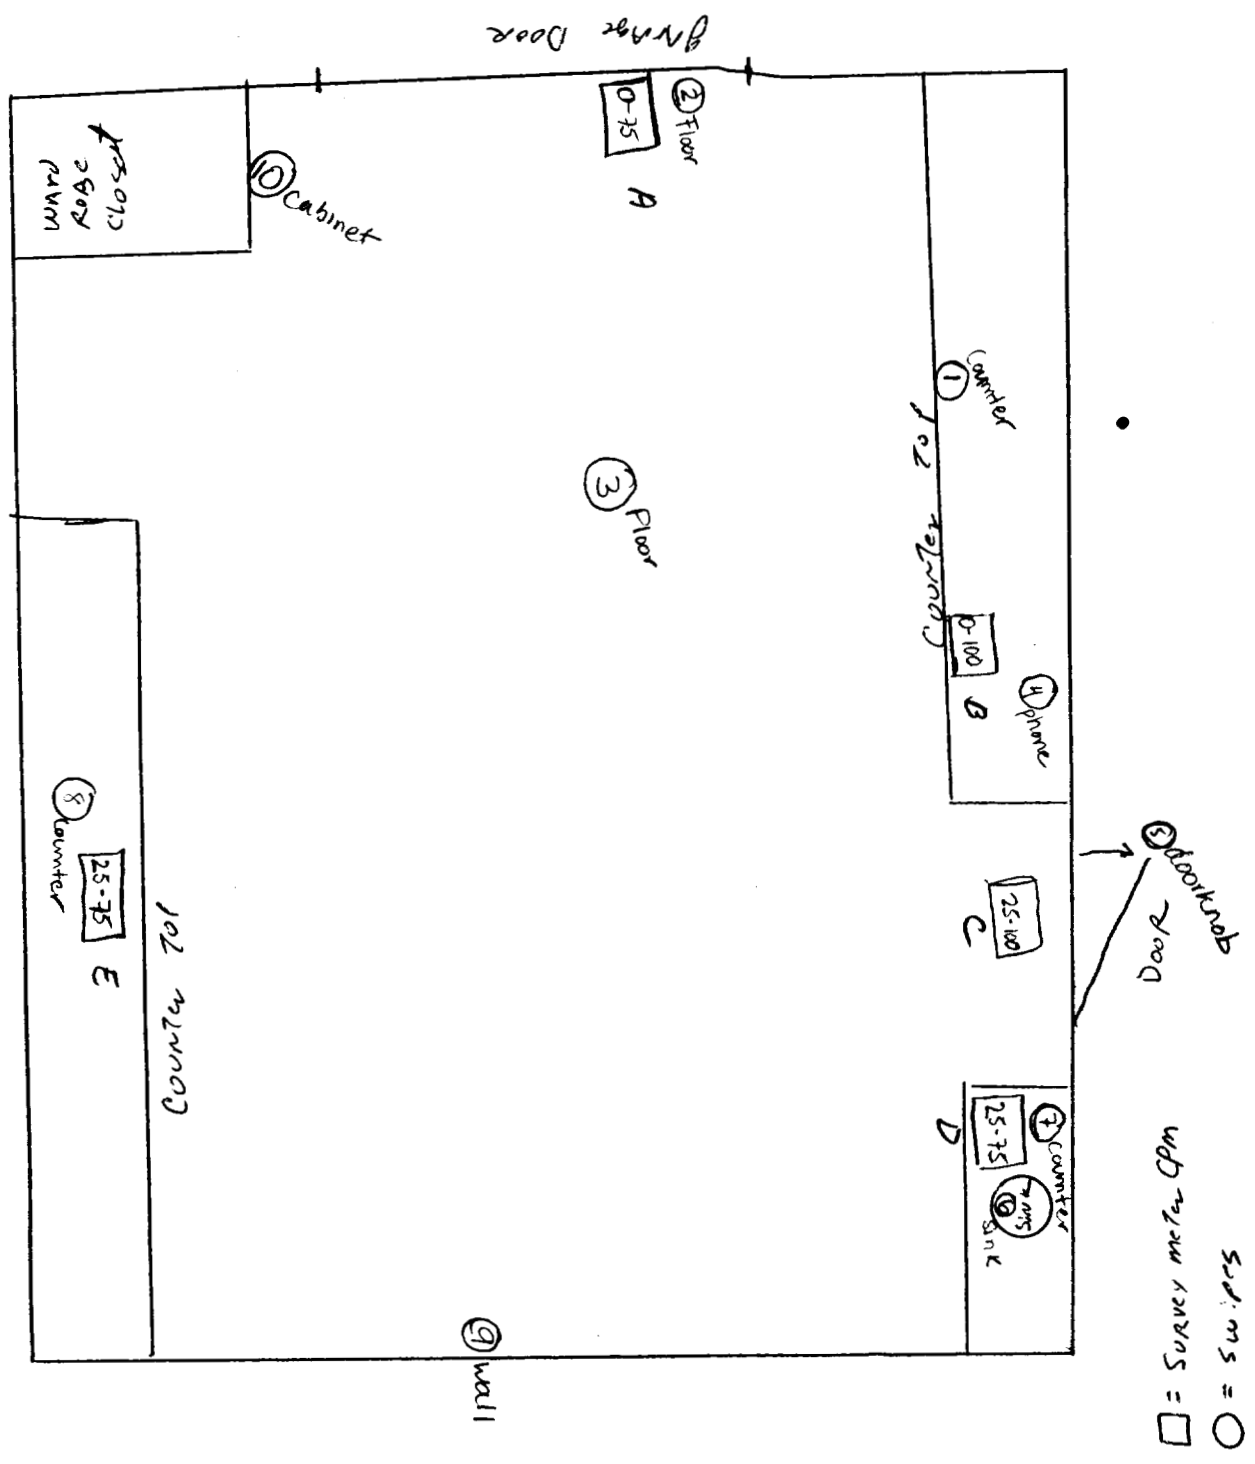 garage Door
WARD
ROBE
Closet
10 Cabinet
0-75
2 Floor
A
1 Counter
COUNTER TOP
3 Floor
0-100
B
4 phone
5 doorknob
DOOR
25-100
C
8 Counter
25-75
E
COUNTER TOP
D
25-75
7 Counter
SINK
6
Sink
9 wall
□ = SURVEY meter CPM
○ = Swipes